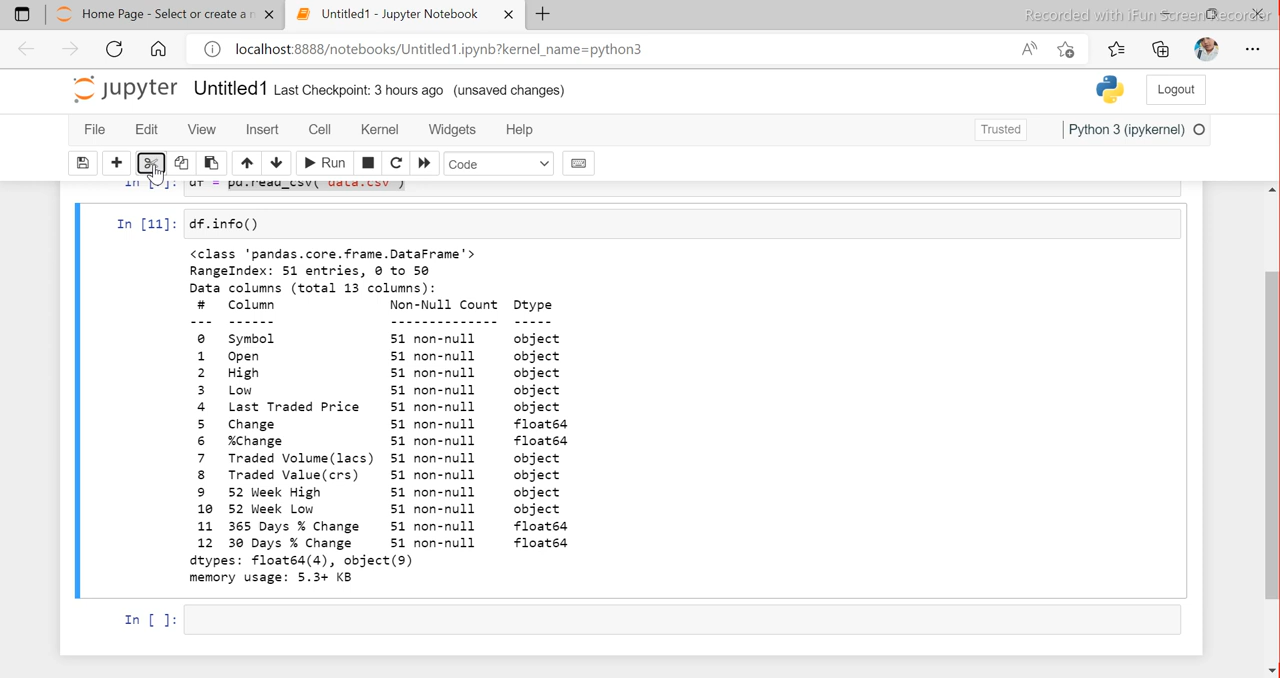 Home Page - Select or create a n
Untitled1 - Jupyter Notebook
Recorded with iFun Screen Recorder
localhost:8888/notebooks/Untitled1.ipynb?kernel_name=python3
jupyter Untitled1 Last Checkpoint: 3 hours ago (unsaved changes)
Logout
File Edit View Insert Cell Kernel Widgets Help
Trusted
Python 3 (ipykernel)
Run
Code
In [ ]: df = pd.read_csv('data.csv')
In [11]: df.info()
<class 'pandas.core.frame.DataFrame'>
RangeIndex: 51 entries, 0 to 50
Data columns (total 13 columns):
# Column Non-Null Count Dtype
--- ------ -------------- -----
0 Symbol 51 non-null object
1 Open 51 non-null object
2 High 51 non-null object
3 Low 51 non-null object
4 Last Traded Price 51 non-null object
5 Change 51 non-null float64
6 %Change 51 non-null float64
7 Traded Volume(lacs) 51 non-null object
8 Traded Value(crs) 51 non-null object
9 52 Week High 51 non-null object
10 52 Week Low 51 non-null object
11 365 Days % Change 51 non-null float64
12 30 Days % Change 51 non-null float64
dtypes: float64(4), object(9)
memory usage: 5.3+ KB
In [ ]: